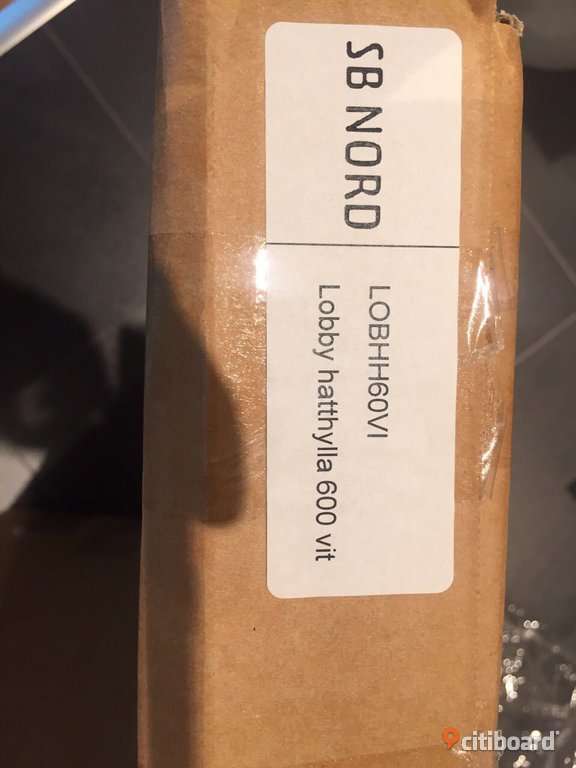 SB NORD
LOBHH60VI
Lobby hatthylla 600 vit
citiboard